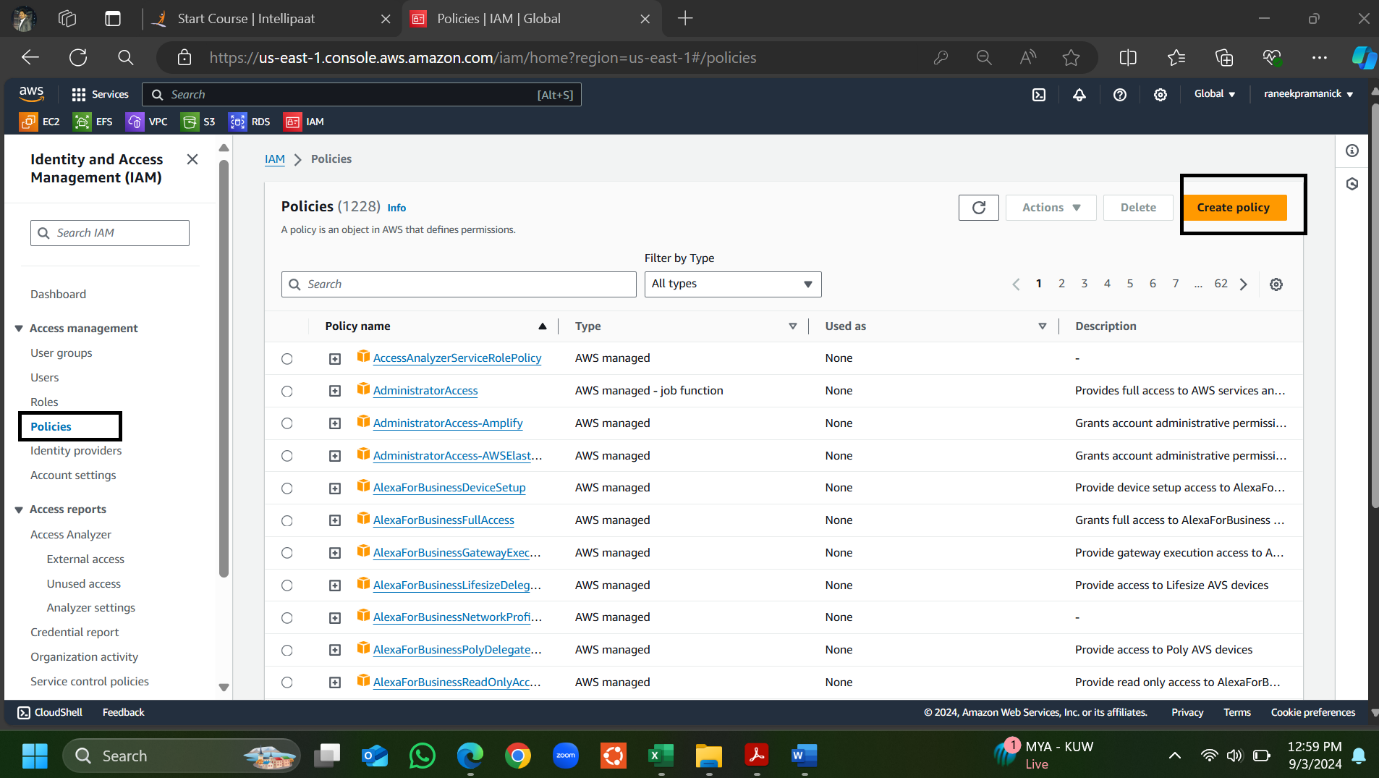 Start Course | Intellipaat
Policies | IAM | Global
https://us-east-1.console.aws.amazon.com/iam/home?region=us-east-1#/policies
aws
Services
Search
[Alt+S]
Global
raneekpramanick
EC2
EFS
VPC
S3
RDS
IAM
Identity and Access
Management (IAM)
Search IAM
Dashboard
Access management
User groups
Users
Roles
Policies
Identity providers
Account settings
Access reports
Access Analyzer
External access
Unused access
Analyzer settings
Credential report
Organization activity
Service control policies
IAM > Policies
Policies (1228) Info
A policy is an object in AWS that defines permissions.
Actions
Delete
Create policy
Filter by Type
Search
All types
1 2 3 4 5 6 7 ... 62
Policy name Type Used as Description
AccessAnalyzerServiceRolePolicy AWS managed None -
AdministratorAccess AWS managed - job function None Provides full access to AWS services an...
AdministratorAccess-Amplify AWS managed None Grants account administrative permissi...
AdministratorAccess-AWSElast... AWS managed None Grants account administrative permissi...
AlexaForBusinessDeviceSetup AWS managed None Provide device setup access to AlexaFo...
AlexaForBusinessFullAccess AWS managed None Grants full access to AlexaForBusiness ...
AlexaForBusinessGatewayExec... AWS managed None Provide gateway execution access to A...
AlexaForBusinessLifesizeDeleg... AWS managed None Provide access to Lifesize AVS devices
AlexaForBusinessNetworkProfi... AWS managed None -
AlexaForBusinessPolyDelegate... AWS managed None Provide access to Poly AVS devices
AlexaForBusinessReadOnlyAcc... AWS managed None Provide read only access to AlexaForB...
CloudShell
Feedback
© 2024, Amazon Web Services, Inc. or its affiliates.
Privacy
Terms
Cookie preferences
Search
zoom
1
MYA - KUW
Live
12:59 PM
9/3/2024